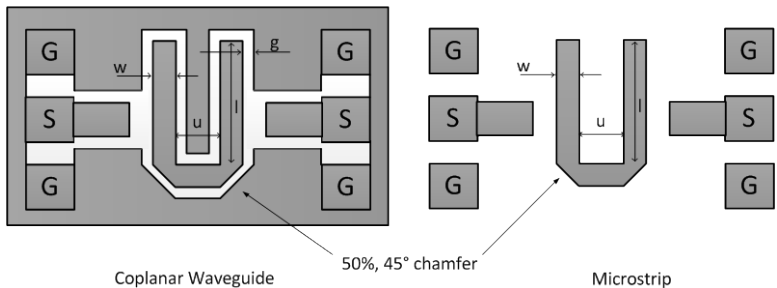 G G G G
w g w
S u l S S u l S
G G G G
50%, 45° chamfer
Coplanar Waveguide Microstrip